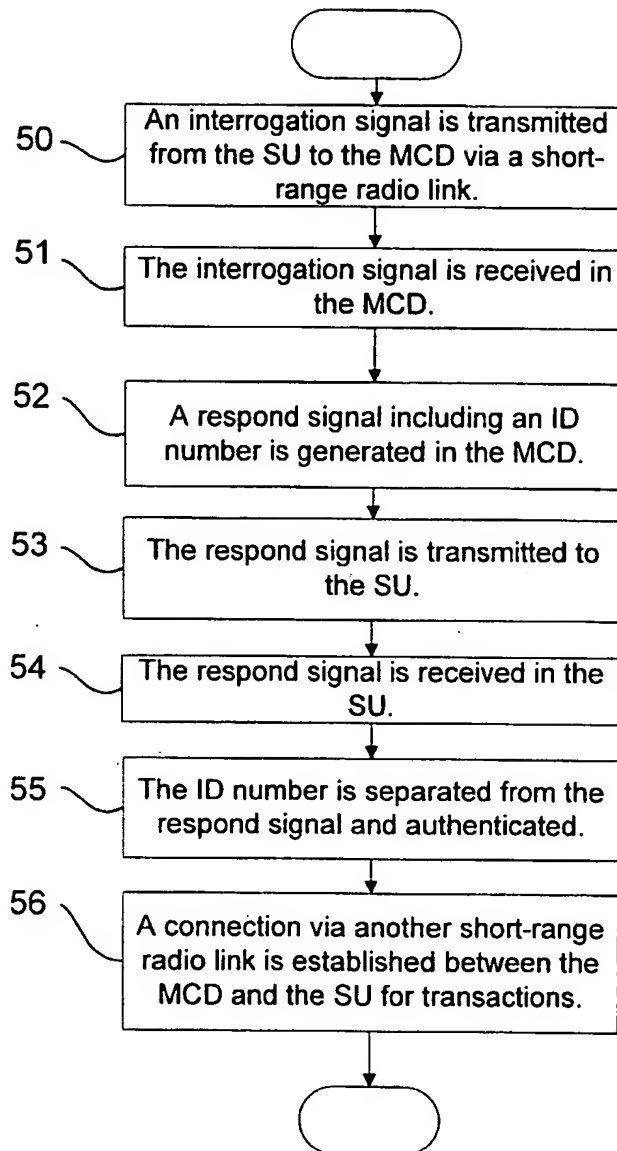 50
An interrogation signal is transmitted
from the SU to the MCD via a short-
range radio link.
51
The interrogation signal is received in
the MCD.
52
A respond signal including an ID
number is generated in the MCD.
53
The respond signal is transmitted to
the SU.
54
The respond signal is received in the
SU.
55
The ID number is separated from the
respond signal and authenticated.
56
A connection via another short-range
radio link is established between the
MCD and the SU for transactions.